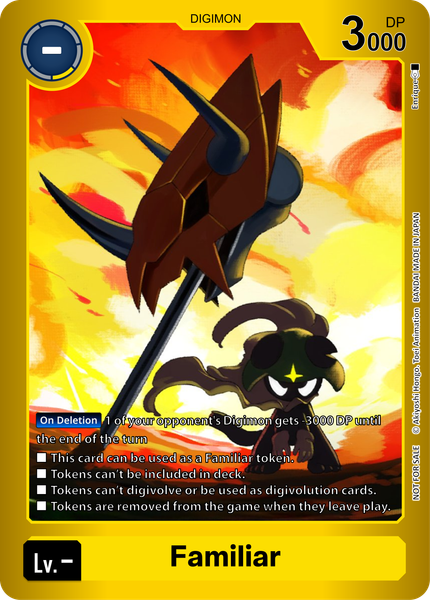 DIGIMON
–
DP
3000
Enrique
On Deletion 1 of your opponent's Digimon gets -3000 DP until
the end of the turn
■ This card can be used as a Familiar token.
■ Tokens can't be included in deck.
■ Tokens can't digivolve or be used as digivolution cards.
■ Tokens are removed from the game when they leave play.
NOT FOR SALE © Akiyoshi Hongo, Toei Animation BANDAI MADE IN JAPAN
Lv.–
Familiar